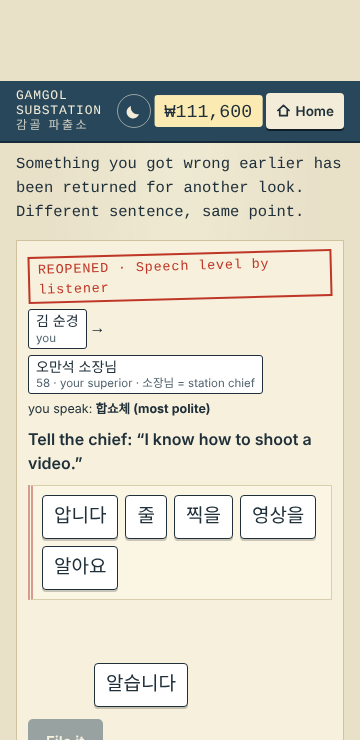 GAMGOL
SUBSTATION
감골 파출소
₩111,600
Home
Something you got wrong earlier has
been returned for another look.
Different sentence, same point.
REOPENED · Speech level by
listener
김 순경
you
→
오만석 소장님
58 · your superior · 소장님 = station chief
you speak: 합쇼체 (most polite)
Tell the chief: “I know how to shoot a
video.”
압니다 줄 찍을 영상을
알아요
알습니다
File it